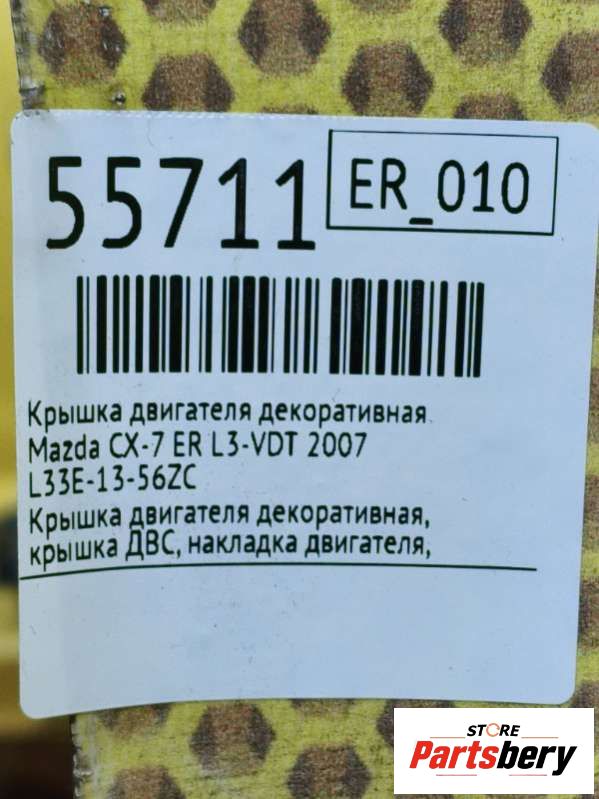 55711
ER_010
Крышка двигателя декоративная
Mazda CX-7 ER L3-VDT 2007
L33E-13-56ZC
Крышка двигателя декоративная,
крышка ДВС, накладка двигателя,
STORE
Partsbery